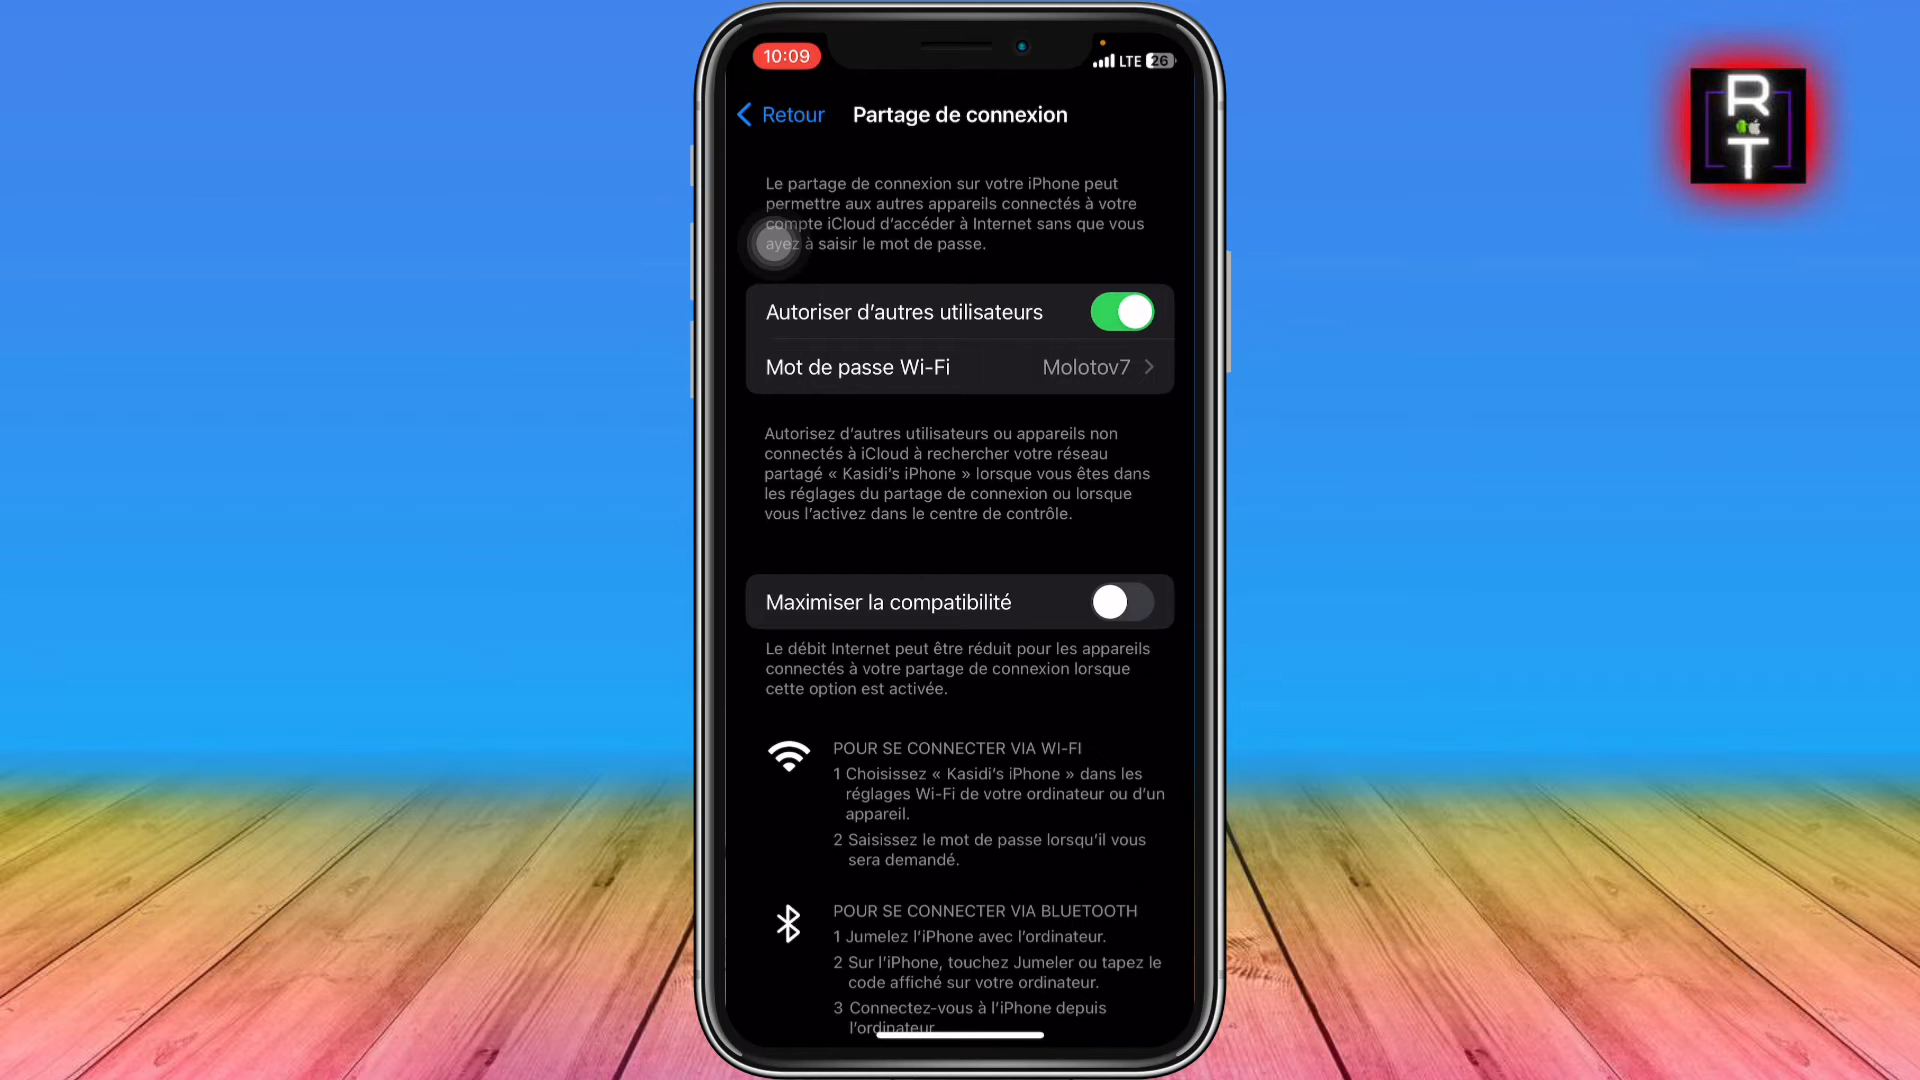 10:09
LTE 26
Retour
Partage de connexion
R
T
Le partage de connexion sur votre iPhone peut
permettre aux autres appareils connectés à votre
compte iCloud d’accéder à Internet sans que vous
ayez à saisir le mot de passe.
Autoriser d’autres utilisateurs
Mot de passe Wi-Fi Molotov7
Autorisez d’autres utilisateurs ou appareils non
connectés à iCloud à rechercher votre réseau
partagé « Kasidi’s iPhone » lorsque vous êtes dans
les réglages du partage de connexion ou lorsque
vous l’activez dans le centre de contrôle.
Maximiser la compatibilité
Le débit Internet peut être réduit pour les appareils
connectés à votre partage de connexion lorsque
cette option est activée.
POUR SE CONNECTER VIA WI-FI
1 Choisissez « Kasidi’s iPhone » dans les
réglages Wi-Fi de votre ordinateur ou d’un
appareil.
2 Saisissez le mot de passe lorsqu’il vous
sera demandé.
POUR SE CONNECTER VIA BLUETOOTH
1 Jumelez l’iPhone avec l’ordinateur.
2 Sur l’iPhone, touchez Jumeler ou tapez le
code affiché sur votre ordinateur.
3 Connectez-vous à l’iPhone depuis
l’ordinateur